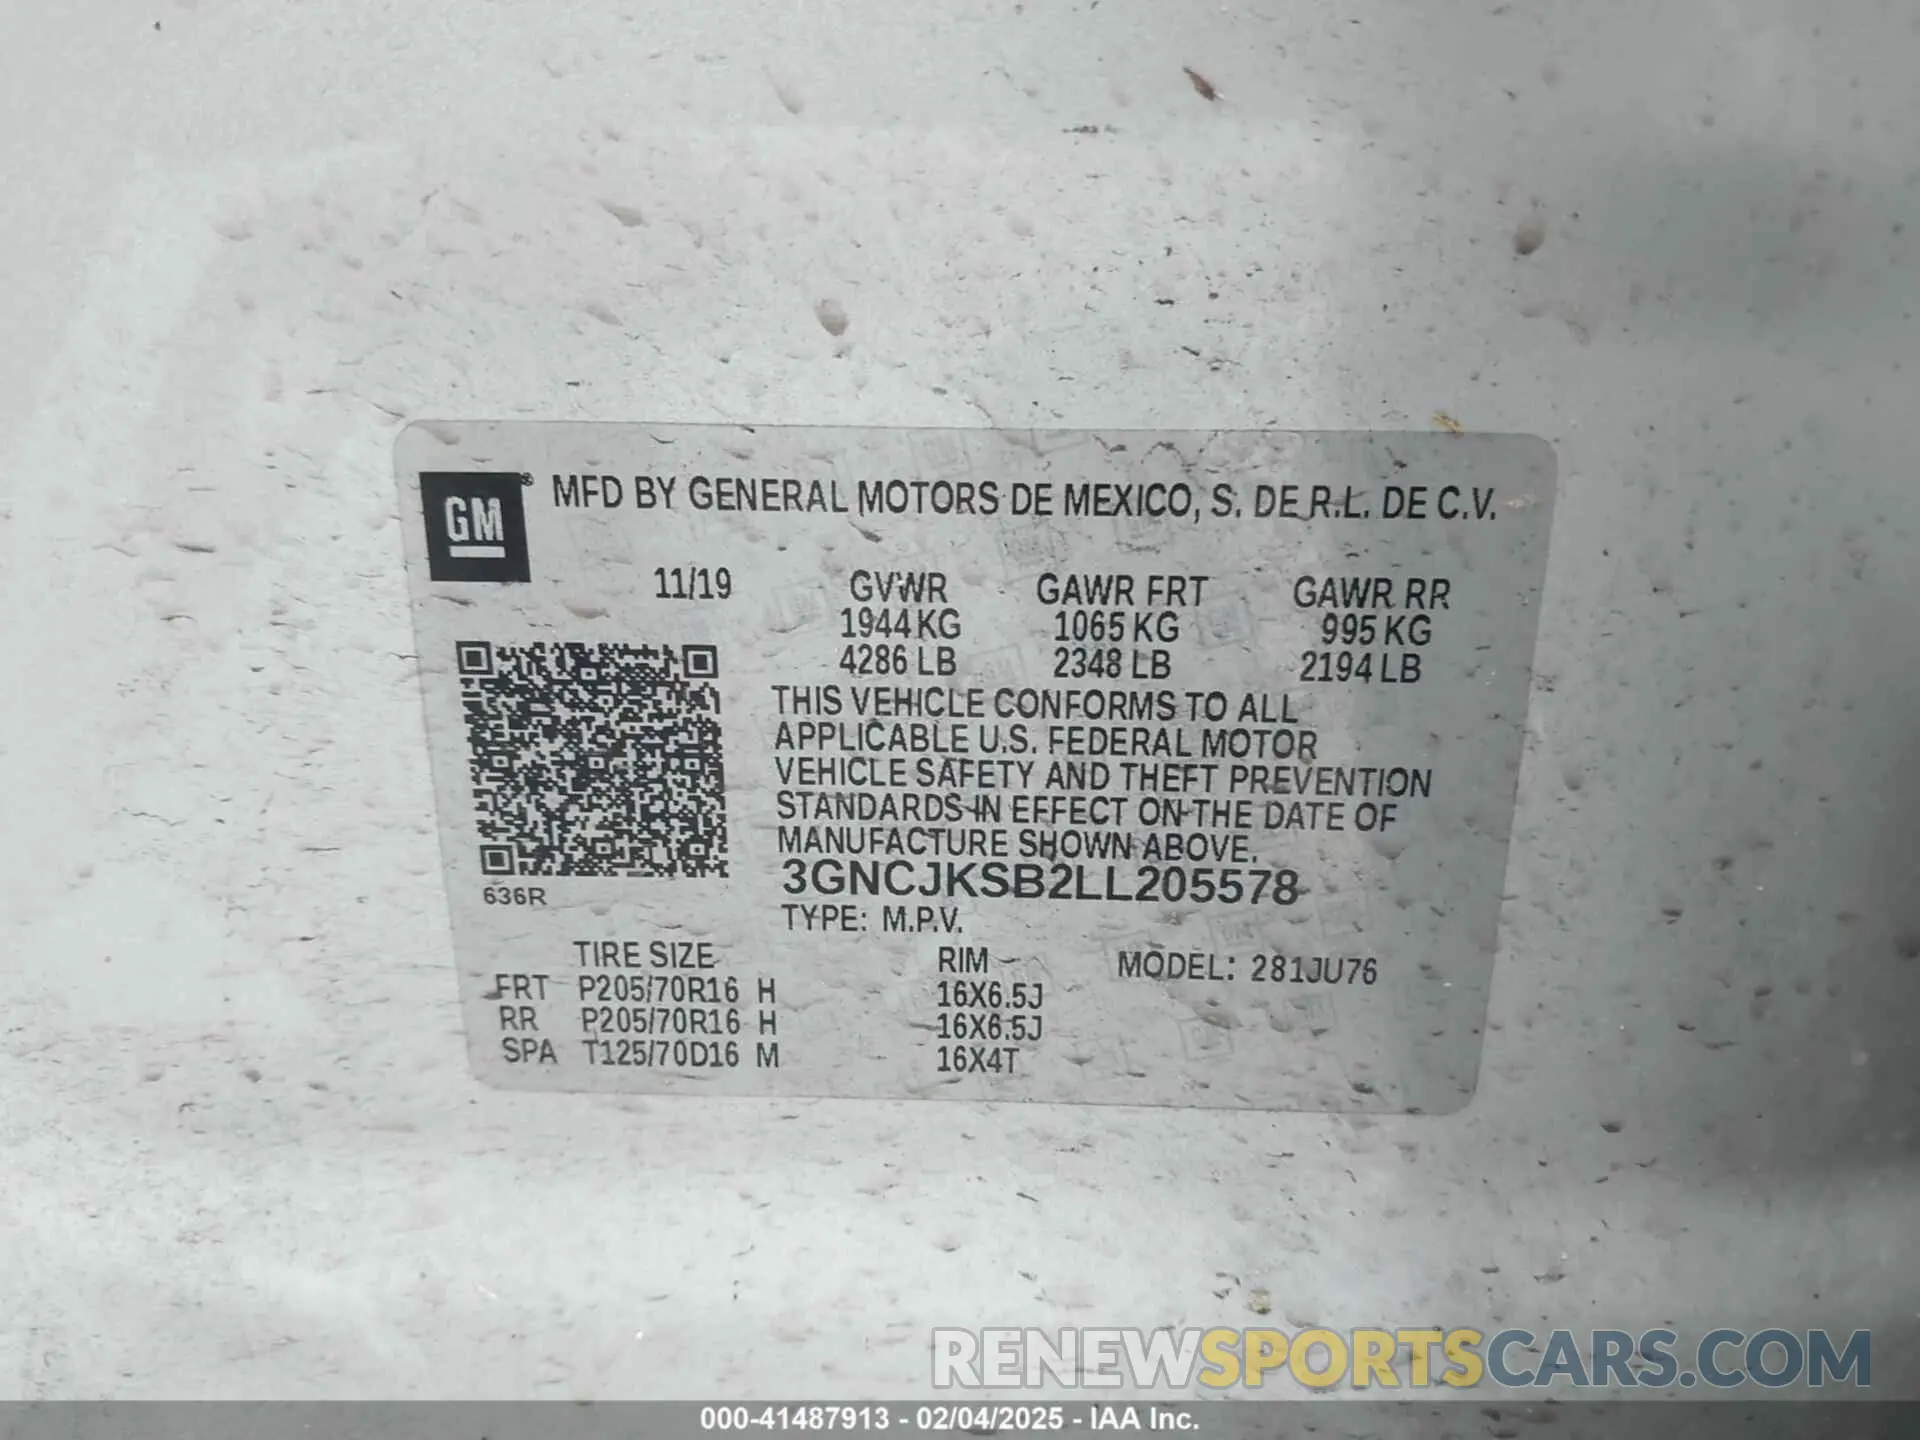 GM ® MFD BY GENERAL MOTORS DE MEXICO, S. DE R.L. DE C.V.
11/19 GVWR GAWR FRT GAWR RR
1944 KG 1065 KG 995 KG
4286 LB 2348 LB 2194 LB
THIS VEHICLE CONFORMS TO ALL
APPLICABLE U.S. FEDERAL MOTOR
VEHICLE SAFETY AND THEFT PREVENTION
STANDARDS IN EFFECT ON THE DATE OF
MANUFACTURE SHOWN ABOVE.
3GNCJKSB2LL205578
636R
TYPE: M.P.V.
TIRE SIZE RIM MODEL: 281JU76
FRT P205/70R16 H 16X6.5J
RR P205/70R16 H 16X6.5J
SPA T125/70D16 M 16X4T
RENEWSPORTSCARS.COM
000-41487913 - 02/04/2025 - IAA Inc.